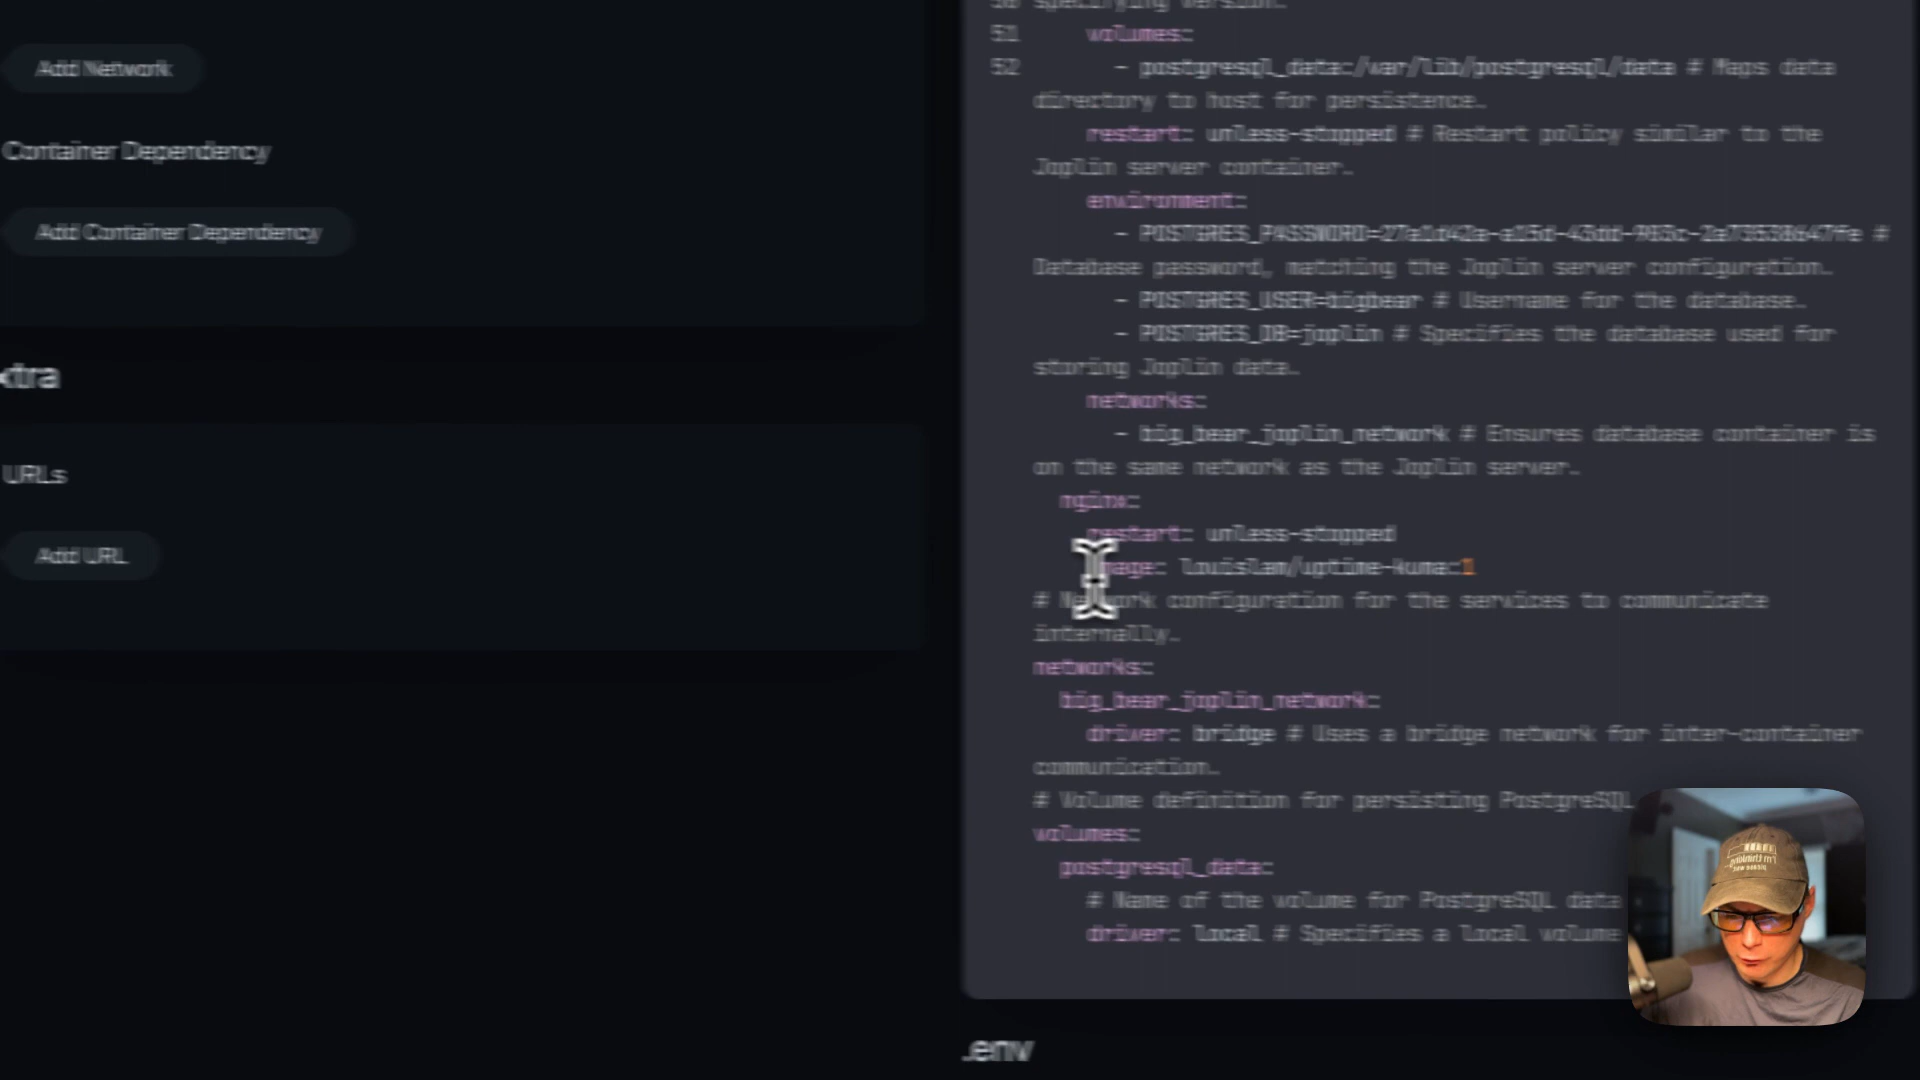 Add Network
Container Dependency
Add Container Dependency
xtra
URLs
Add URL
50 specifying version.
51 volumes:
52 - postgresql_data:/var/lib/postgresql/data # Maps data
directory to host for persistence.
restart: unless-stopped # Restart policy similar to the
Joplin server container.
environment:
- POSTGRES_PASSWORD= #
Database password, matching the Joplin server configuration.
- POSTGRES_USER=bigbear # Username for the database.
- POSTGRES_DB=joplin # Specifies the database used for
storing Joplin data.
networks:
- big_bear_joplin_network # Ensures database container is
on the same network as the Joplin server.
nginx:
restart: unless-stopped
mage: louislam/uptime-kuma:1
# Network configuration for the services to communicate
internally.
networks:
big_bear_joplin_network:
driver: bridge # Uses a bridge network for inter-container
communication.
# Volume definition for persisting PostgreSQL
volumes:
postgresql_data:
# Name of the volume for PostgreSQL data
driver: local # Specifies a local volume
.env